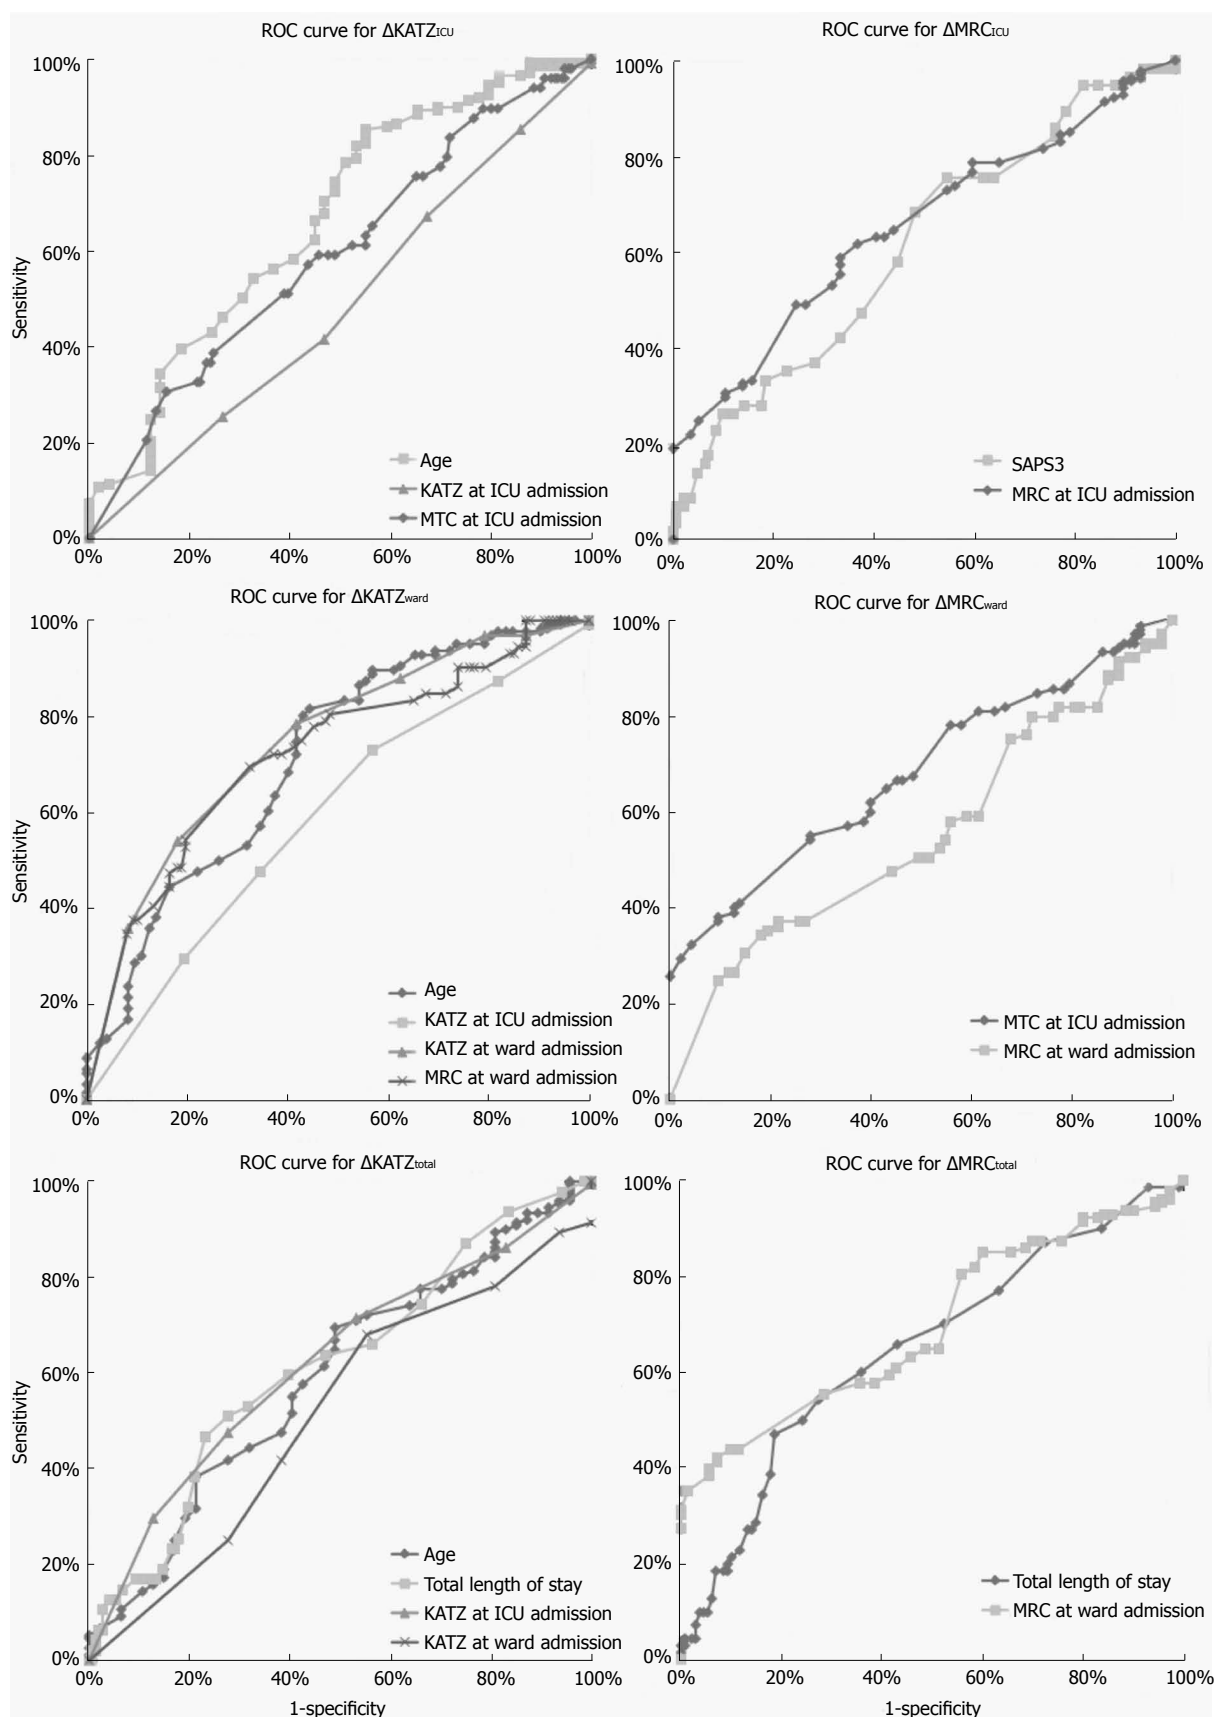 ROC curve for ΔKATZICU
Sensitivity
100%
80%
60%
40%
20%
0%
Age
KATZ at ICU admission
MTC at ICU admission
0% 20% 40% 60% 80% 100%
ROC curve for ΔMRCICU
100%
80%
60%
40%
20%
0%
SAPS3
MRC at ICU admission
0% 20% 40% 60% 80% 100%
ROC curve for ΔKATZward
Sensitivity
100%
80%
60%
40%
20%
0%
Age
KATZ at ICU admission
KATZ at ward admission
MRC at ward admission
0% 20% 40% 60% 80% 100%
ROC curve for ΔMRCward
100%
80%
60%
40%
20%
0%
MTC at ICU admission
MRC at ward admission
0% 20% 40% 60% 80% 100%
ROC curve for ΔKATZtotal
Sensitivity
100%
80%
60%
40%
20%
0%
Age
Total length of stay
KATZ at ICU admission
KATZ at ward admission
0% 20% 40% 60% 80% 100%
1-specificity
ROC curve for ΔMRCtotal
100%
80%
60%
40%
20%
0%
Total length of stay
MRC at ward admission
0% 20% 40% 60% 80% 100%
1-specificity